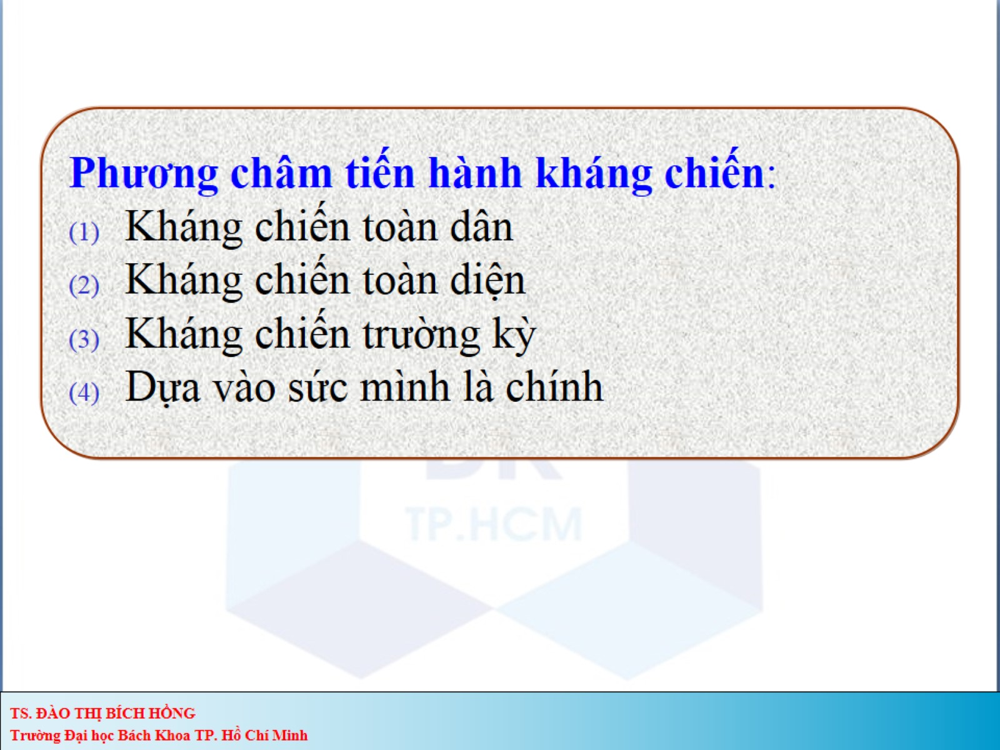 Phương châm tiến hành kháng chiến:
(1) Kháng chiến toàn dân
(2) Kháng chiến toàn diện
(3) Kháng chiến trường kỳ
(4) Dựa vào sức mình là chính
BK
TP.HCM
TS. ĐÀO THỊ BÍCH HỒNG
Trường Đại học Bách Khoa TP. Hồ Chí Minh